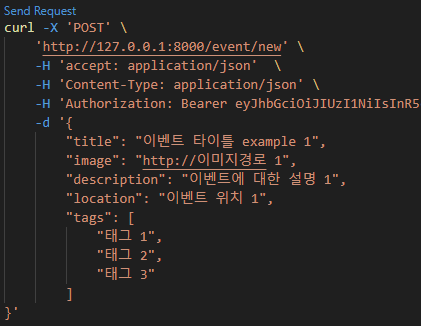 Send Request
curl -X 'POST' \
'http://127.0.0.1:8000/event/new' \
-H 'accept: application/json' \
-H 'Content-Type: application/json' \
-H 'Authorization: Bearer eyJhbGciOiJIUzI1NiIsInR5
-d '{
"title": "이벤트 타이틀 example 1",
"image": "http://이미지경로 1",
"description": "이벤트에 대한 설명 1",
"location": "이벤트 위치 1",
"tags": [
"태그 1",
"태그 2",
"태그 3"
]
}'